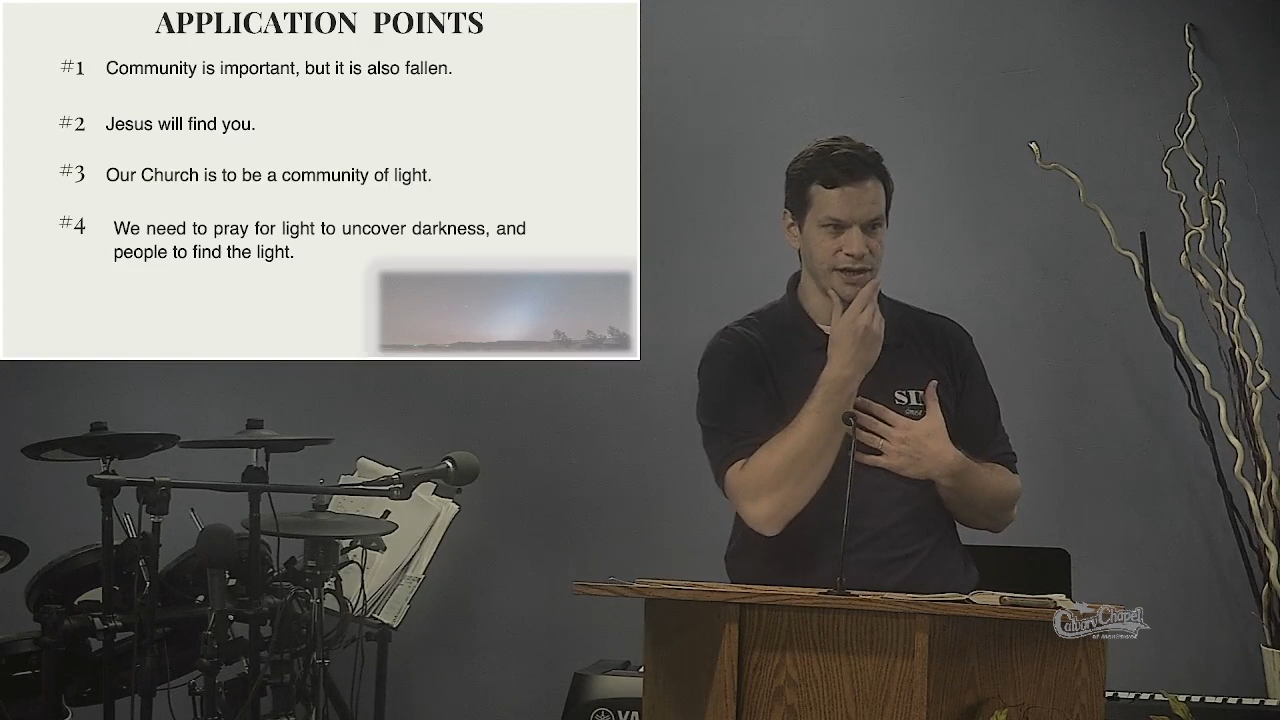 APPLICATION POINTS
#1 Community is important, but it is also fallen.
#2 Jesus will find you.
#3 Our Church is to be a community of light.
#4 We need to pray for light to uncover darkness, and
people to find the light.
Calvary Chapel